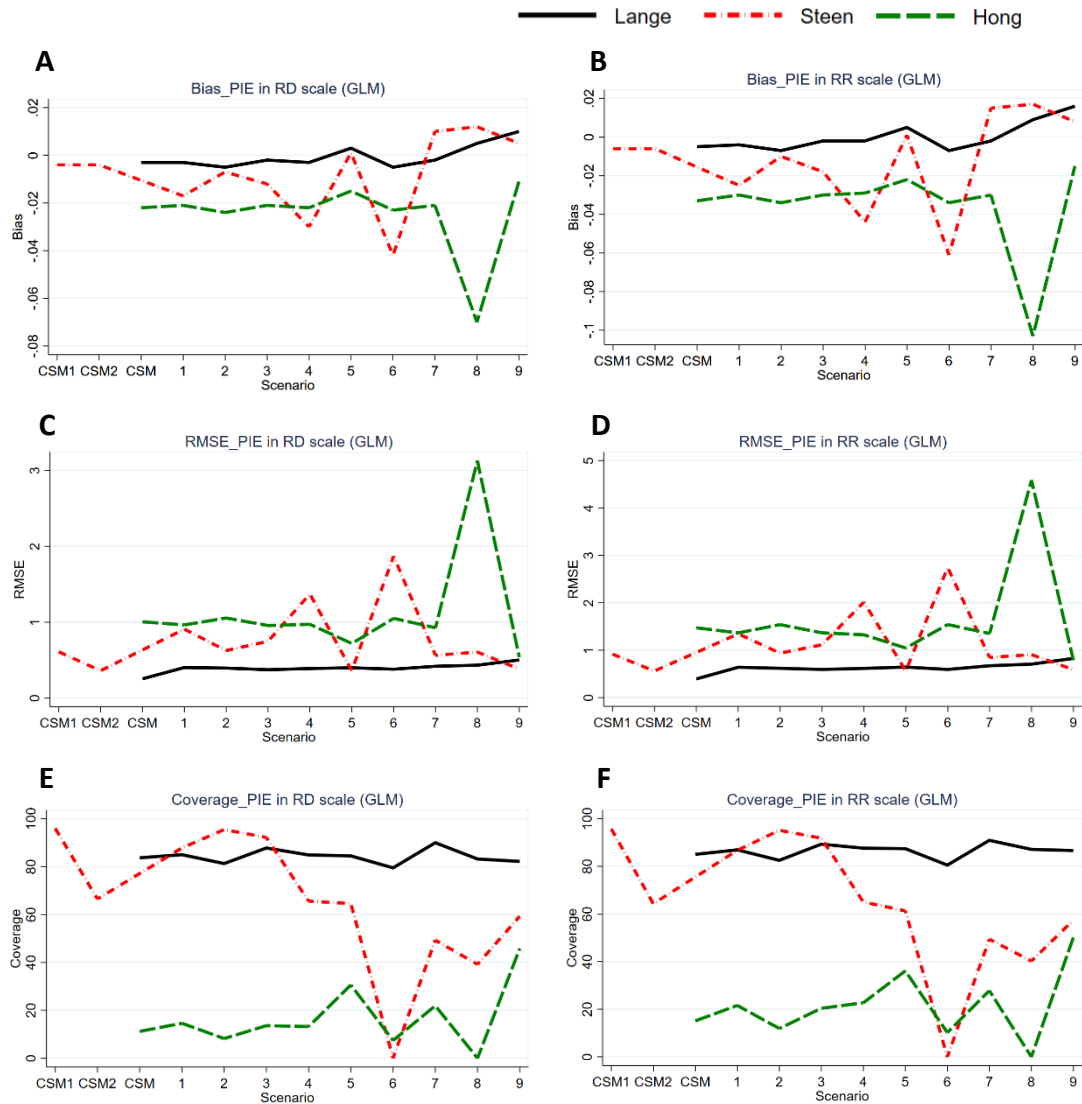 Lange Steen Hong
A B
Bias_PIE in RD scale (GLM) Bias_PIE in RR scale (GLM)
Bias
.02
0
-.02
-.04
-.06
-.08
CSM1 CSM2 CSM 1 2 3 4 5 6 7 8 9
Scenario
Bias
.02
0
-.02
-.04
-.06
-.08
-.1
CSM1 CSM2 CSM 1 2 3 4 5 6 7 8 9
Scenario
C D
RMSE_PIE in RD scale (GLM) RMSE_PIE in RR scale (GLM)
RMSE
3
2
1
0
CSM1 CSM2 CSM 1 2 3 4 5 6 7 8 9
Scenario
RMSE
5
4
3
2
1
0
CSM1 CSM2 CSM 1 2 3 4 5 6 7 8 9
Scenario
E F
Coverage_PIE in RD scale (GLM) Coverage_PIE in RR scale (GLM)
Coverage
100
80
60
40
20
0
CSM1 CSM2 CSM 1 2 3 4 5 6 7 8 9
Scenario
Coverage
100
80
60
40
20
0
CSM1 CSM2 CSM 1 2 3 4 5 6 7 8 9
Scenario